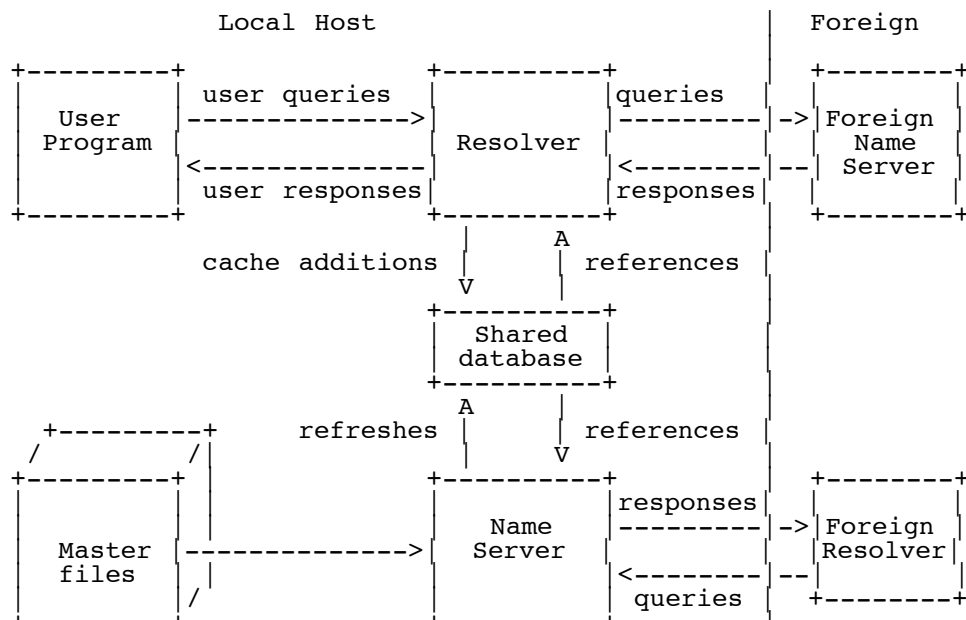 Local Host | Foreign
+---------+ +----------+ | +--------+
| | user queries | |queries | | |
| User |-------------->| |---------|->|Foreign |
| Program | | Resolver | | | Name |
| |<--------------| |<--------|--| Server |
| | user responses| |responses| | |
+---------+ +----------+ | +--------+
| A |
cache additions | | references |
V | |
+----------+ |
| Shared | |
| database | |
+----------+ |
A | |
+---------+ refreshes | | references |
/ /| | V |
+---------+ | +----------+ | +--------+
| | | | |responses| | |
| | | | Name |---------|->|Foreign |
| Master |-------------->| Server | | |Resolver|
| files | | | |<--------|--| |
| |/ | | queries | +--------+